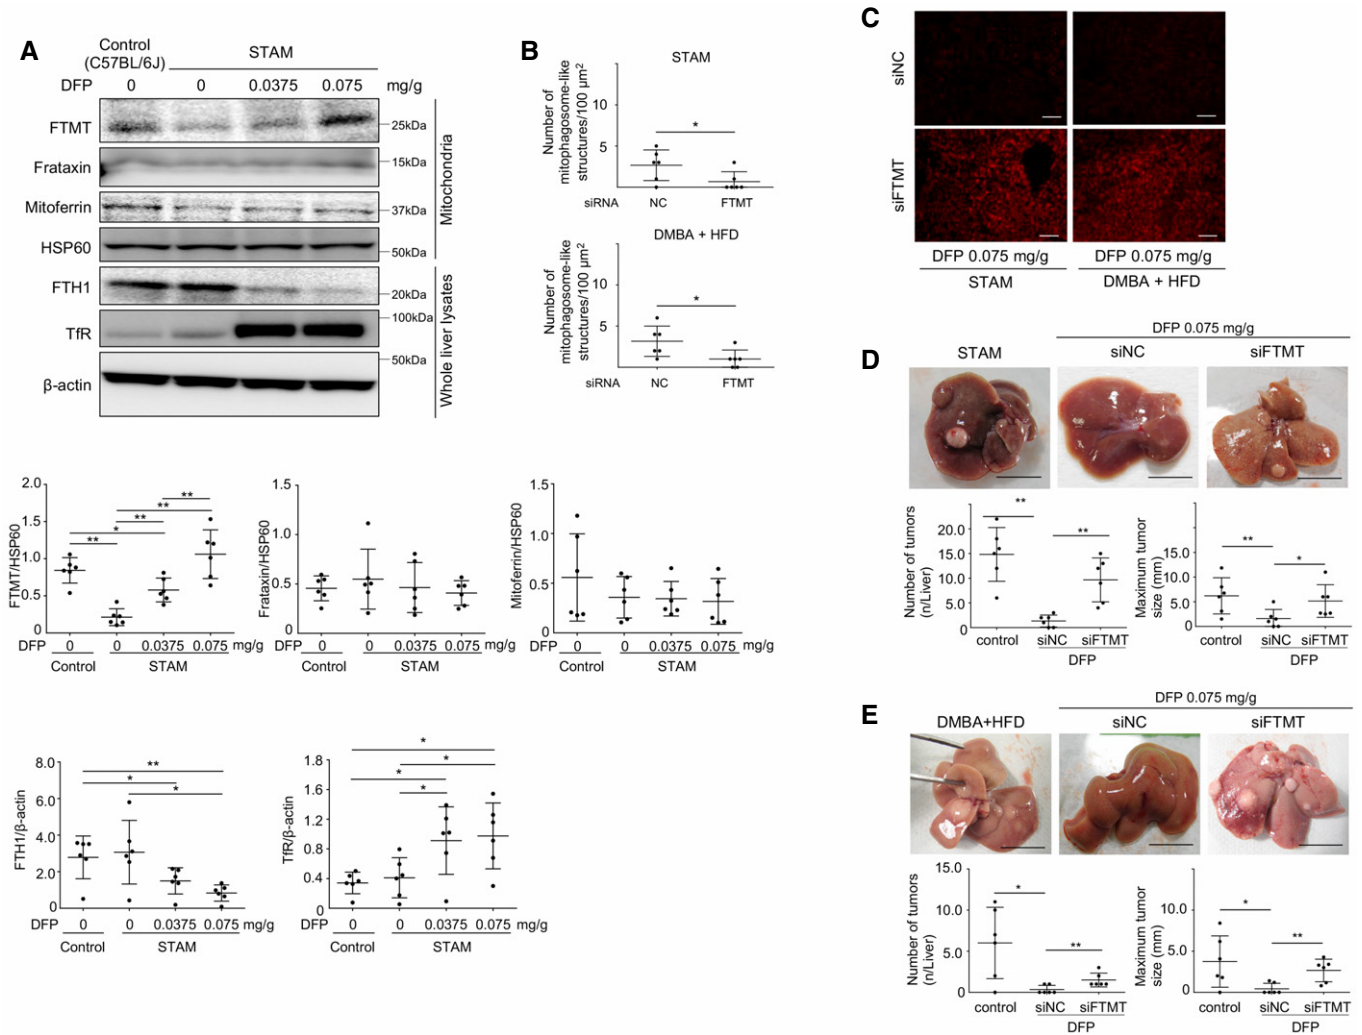 A
Control
(C57BL/6J)
STAM
DFP 0 0 0.0375 0.075 mg/g
FTMT
25kDa
Frataxin
15kDa
Mitoferrin
37kDa
HSP60
50kDa
Mitochondria
FTH1
20kDa
TfR
100kDa
β-actin
50kDa
Whole liver lysates
B
STAM
Number of
mitophagosome-like
structures/100 µm²
10
5
*
siRNA NC FTMT
DMBA + HFD
Number of
mitophagosome-like
structures/100 µm²
10
5
*
siRNA NC FTMT
C
siNC
siFTMT
DFP 0.075 mg/g DFP 0.075 mg/g
STAM DMBA + HFD
D
DFP 0.075 mg/g
STAM siNC siFTMT
Number of tumors
(n/Liver)
20.0
15.0
10.0
5.0
0
**
**
control siNC siFTMT
DFP
Maximum tumor
size (mm)
15.0
10.0
5.0
0
**
*
control siNC siFTMT
DFP
FTMT/HSP60
2.0
1.5
1.0
0.5
0
**
**
**
*
**
DFP 0 0 0.0375 0.075 mg/g
Control STAM
Frataxin/HSP60
1.5
1.0
0.5
0
DFP 0 0 0.0375 0.075 mg/g
Control STAM
Mitoferrin/HSP60
1.5
1.0
0.5
0
DFP 0 0 0.0375 0.075 mg/g
Control STAM
FTH1/β-actin
8.0
6.0
4.0
2.0
0
**
*
*
DFP 0 0 0.0375 0.075 mg/g
Control STAM
TfR/β-actin
1.8
1.6
0.8
0.4
0
*
*
*
*
DFP 0 0 0.0375 0.075 mg/g
Control STAM
E
DFP 0.075 mg/g
DMBA+HFD siNC siFTMT
Number of tumors
(n/Liver)
15.0
10.0
5.0
0
*
**
control siNC siFTMT
DFP
Maximum tumor
size (mm)
10.0
5.0
0
*
**
control siNC siFTMT
DFP